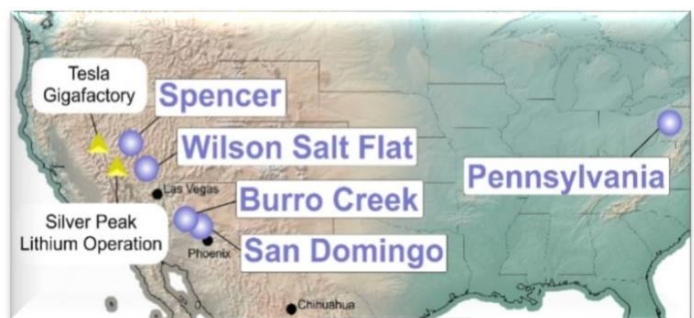 Tesla
Gigafactory
Spencer
Wilson Salt Flat
Pennsylvania
Las Vegas
Burro Creek
Silver Peak
Lithium Operation
San Domingo
Phoenix
Chihuahua